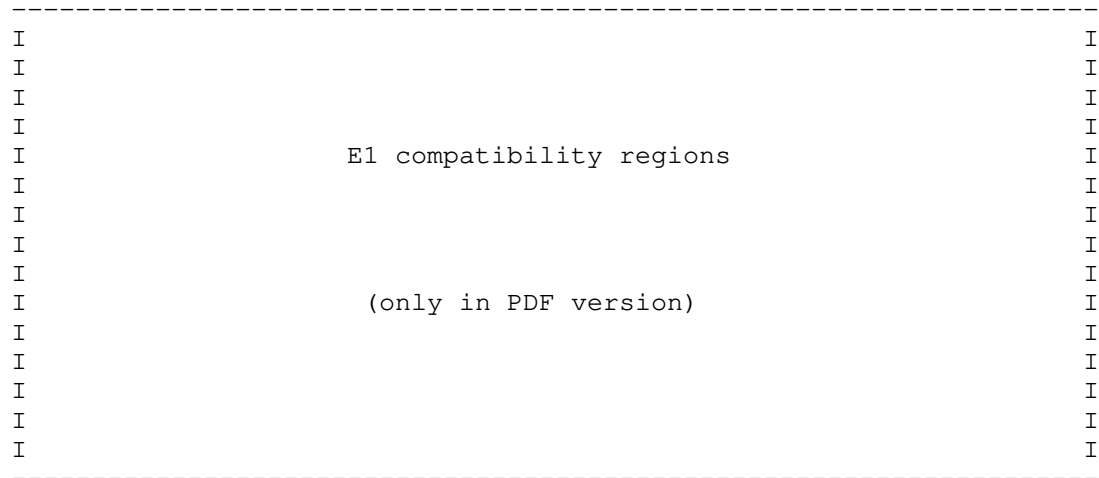 ----------------------------------------------------------------------
I                                                                    I
I                                                                    I
I                                                                    I
I                                                                    I
I                    E1 compatibility regions                        I
I                                                                    I
I                                                                    I
I                                                                    I
I                                                                    I
I                     (only in PDF version)                          I
I                                                                    I
I                                                                    I
I                                                                    I
I                                                                    I
I                                                                    I
----------------------------------------------------------------------